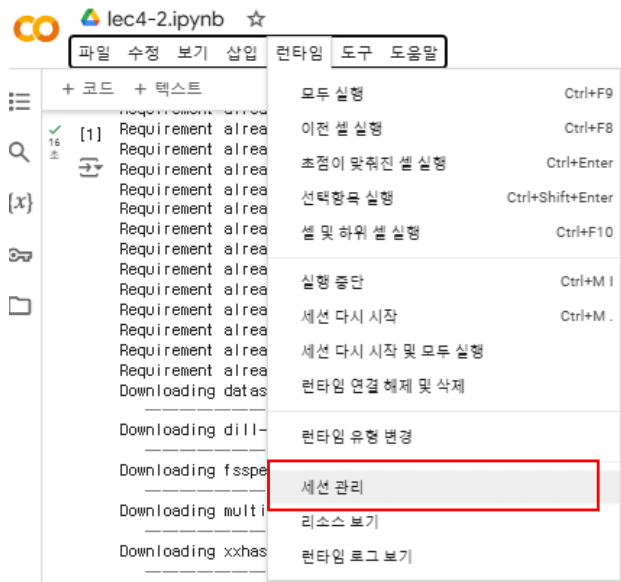 lec4-2.ipynb
파일 수정 보기 삽입 런타임 도구 도움말
+ 코드 + 텍스트
모두 실행 Ctrl+F9
이전 셀 실행 Ctrl+F8
초점이 맞춰진 셀 실행 Ctrl+Enter
선택항목 실행 Ctrl+Shift+Enter
셀 및 하위 셀 실행 Ctrl+F10
실행 중단 Ctrl+M I
세션 다시 시작 Ctrl+M .
세션 다시 시작 및 모두 실행
런타임 연결 해제 및 삭제
런타임 유형 변경
세션 관리
리소스 보기
런타임 로그 보기
{x}
16
초
[1]
Requirement alrea
Requirement alrea
Requirement alrea
Requirement alrea
Requirement alrea
Requirement alrea
Requirement alrea
Requirement alrea
Requirement alrea
Requirement alrea
Requirement alrea
Requirement alrea
Requirement alrea
Downloading datas
Downloading dill-
Downloading fsspe
Downloading multi
Downloading xxhas